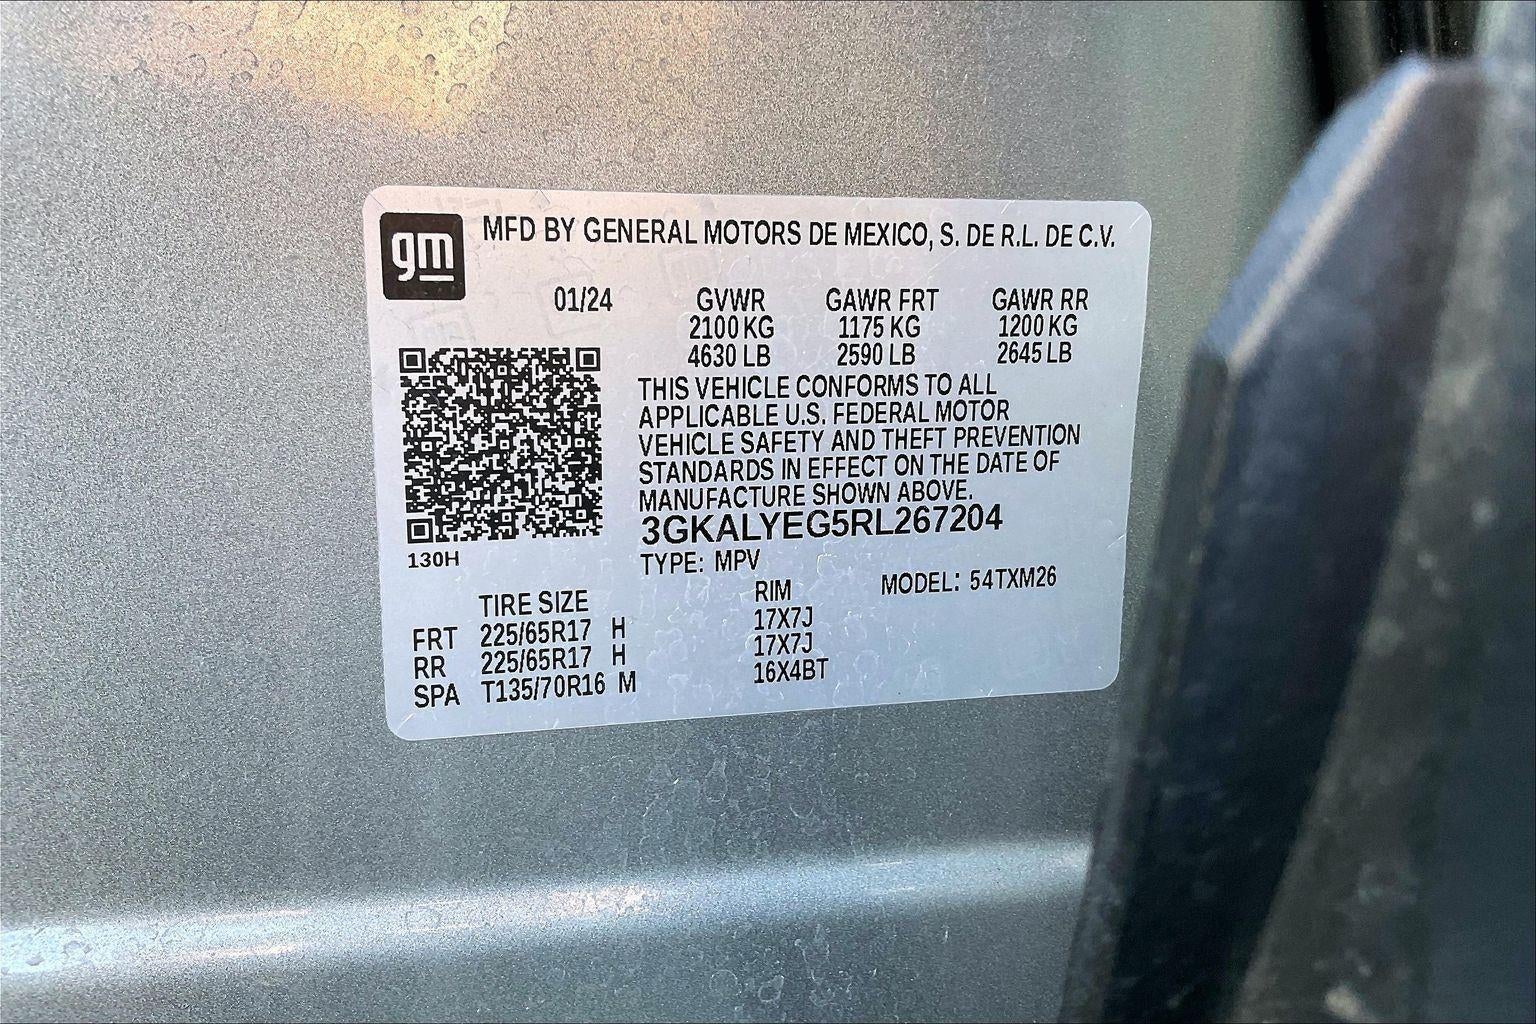 gm
MFD BY GENERAL MOTORS DE MEXICO, S. DE R.L. DE C.V.
01/24 GVWR GAWR FRT GAWR RR
2100 KG 1175 KG 1200 KG
4630 LB 2590 LB 2645 LB
THIS VEHICLE CONFORMS TO ALL
APPLICABLE U.S. FEDERAL MOTOR
VEHICLE SAFETY AND THEFT PREVENTION
STANDARDS IN EFFECT ON THE DATE OF
MANUFACTURE SHOWN ABOVE.
3GKALYEG5RL267204
130H
TYPE: MPV MODEL: 54TXM26
TIRE SIZE RIM
FRT 225/65R17 H 17X7J
RR 225/65R17 H 17X7J
SPA T135/70R16 M 16X4BT